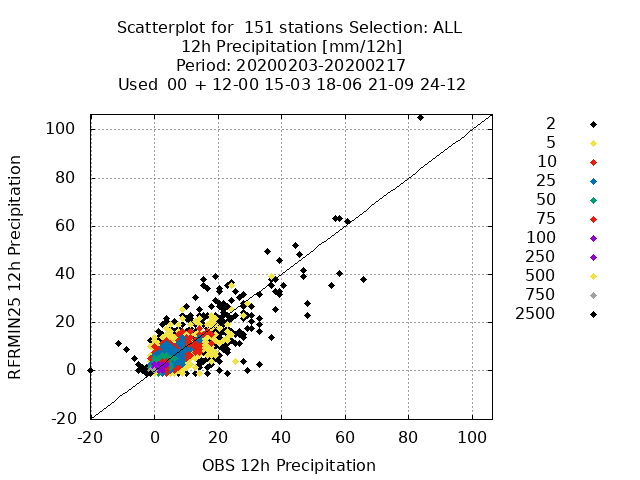 Scatterplot for  151 stations Selection: ALL
12h Precipitation [mm/12h]
Period: 20200203-20200217
Used  00 + 12-00 15-03 18-06 21-09 24-12
RFRMIN25 12h Precipitation
100
80
60
40
20
0
-20
-20 0 20 40 60 80 100
OBS 12h Precipitation
2
5
10
25
50
75
100
250
500
750
2500